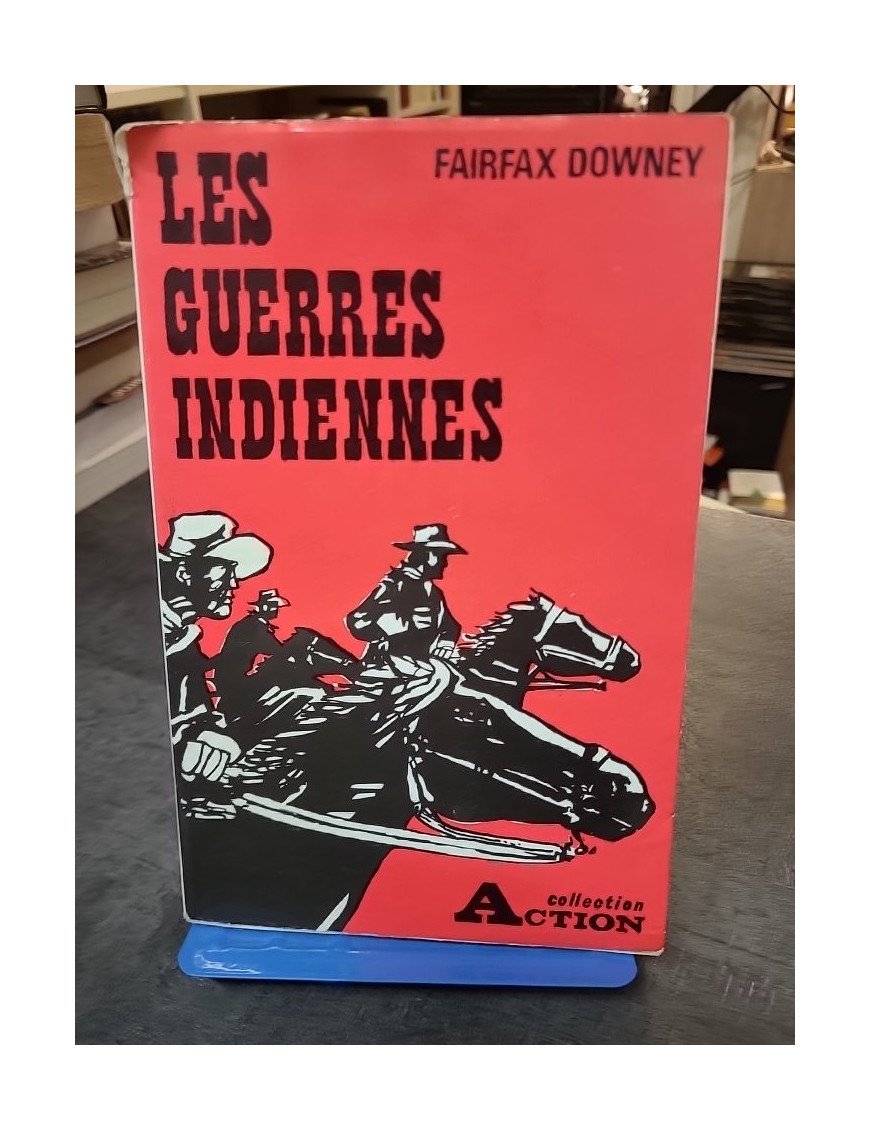 LES
GUERRES
INDIENNES
FAIRFAX DOWNEY
collection
ACTION